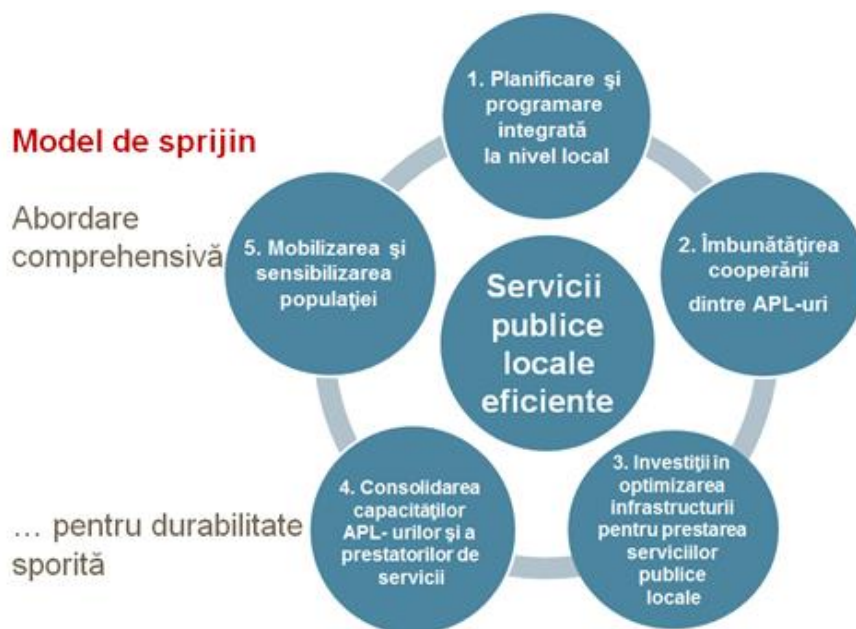 Model de sprijin
Abordare
comprehensivă
... pentru durabilitate
sporită
Servicii
publice
locale
eficiente
1. Planificare şi
programare
integrată
la nivel local
2. Îmbunătăţirea
cooperării
dintre APL-uri
3. Investiţii în
optimizarea
infrastructurii
pentru prestarea
serviciilor
publice
locale
4. Consolidarea
capacităţilor
APL- urilor şi a
prestatorilor de
servicii
5. Mobilizarea şi
sensibilizarea
populaţiei